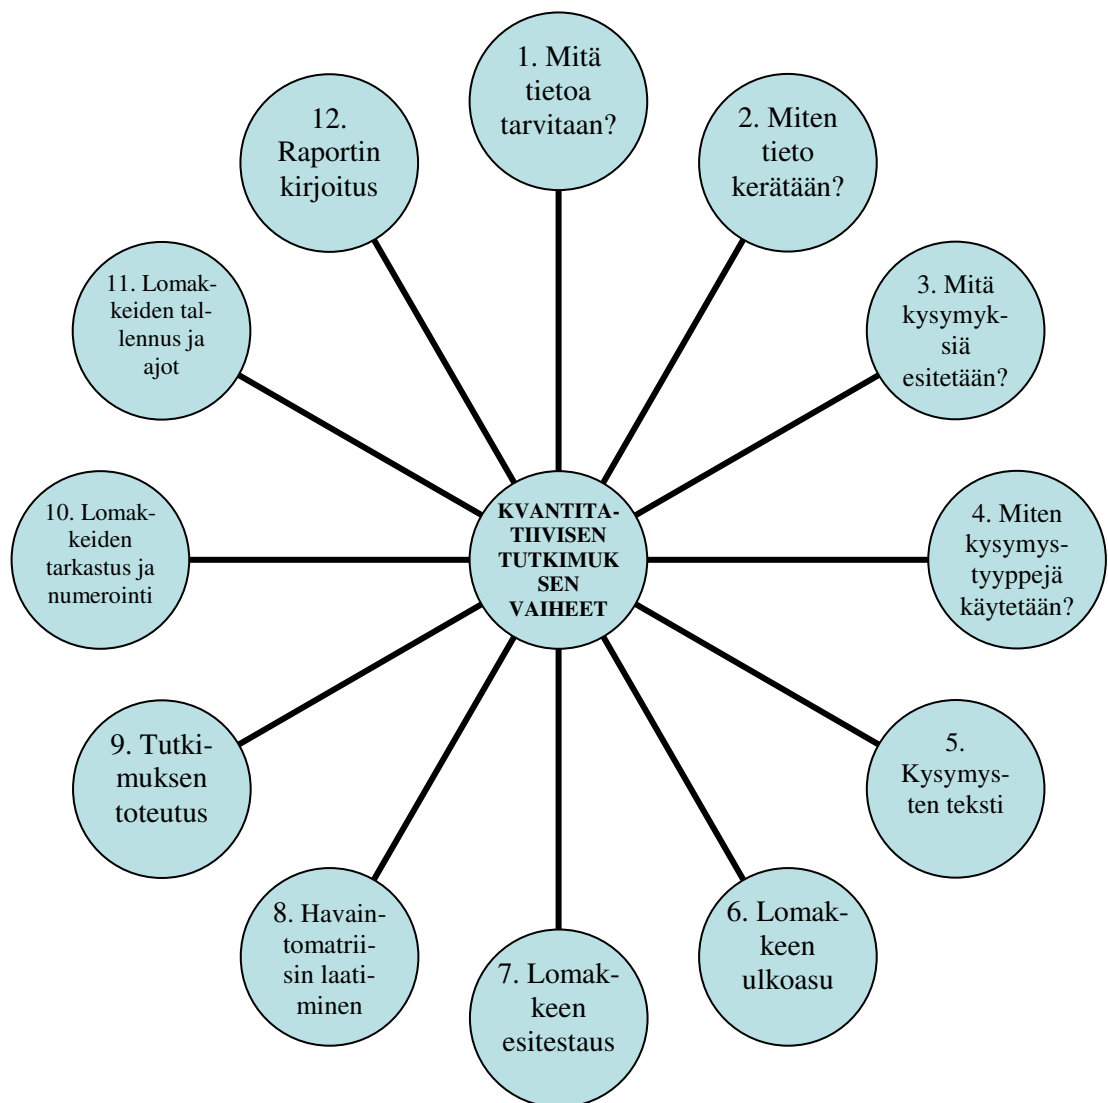 1. Mitä
tietoa
tarvitaan?
2. Miten
tieto
kerätään?
3. Mitä
kysymyk-
siä
esitetään?
4. Miten
kysymys-
tyyppejä
käytetään?
5.
Kysymys-
ten teksti
6. Lomak-
keen
ulkoasu
7. Lomak-
keen
esitestaus
8. Havain-
tomatrii-
sin laati-
minen
9. Tutki-
muksen
toteutus
10. Lomak-
keiden
tarkastus ja
numerointi
11. Lomak-
keiden tal-
lennus ja
ajot
12.
Raportin
kirjoitus
KVANTITA-
TIIVISEN
TUTKIMUK
SEN
VAIHEET